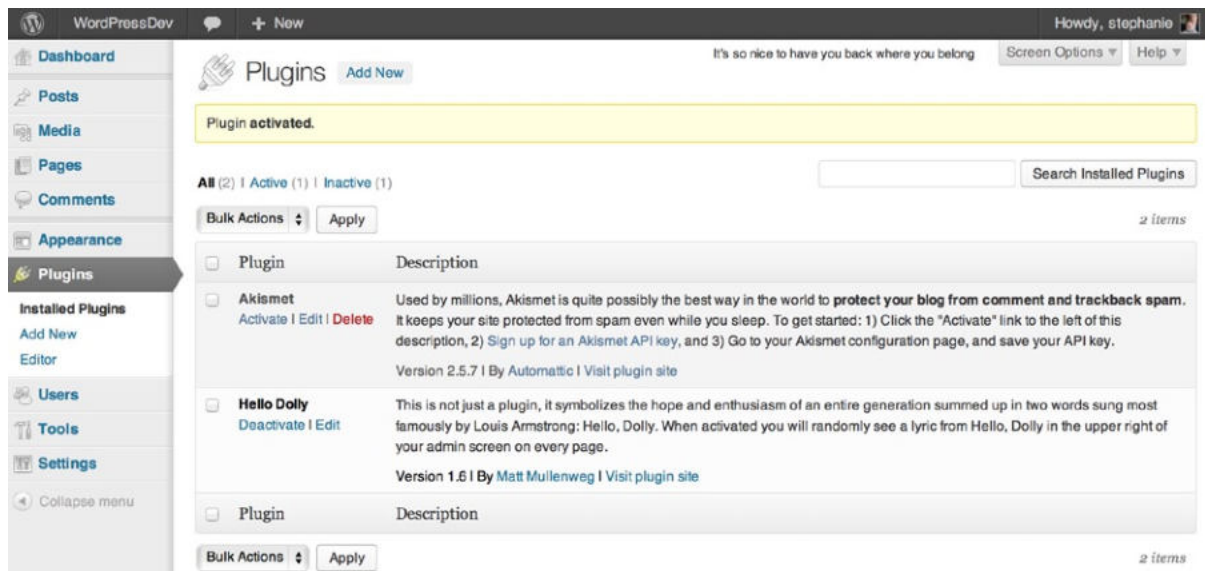 WordPressDev + New Howdy, stephanie
Dashboard
Posts
Media
Pages
Comments
Appearance
Plugins
Installed Plugins
Add New
Editor
Users
Tools
Settings
Collapse menu
It's so nice to have you back where you belong
Screen Options ▼ Help ▼
Plugins Add New
Plugin activated.
All (2) | Active (1) | Inactive (1)
Search Installed Plugins
Bulk Actions Apply 2 items
Plugin Description
Akismet
Activate | Edit | Delete
Used by millions, Akismet is quite possibly the best way in the world to protect your blog from comment and trackback spam.
It keeps your site protected from spam even while you sleep. To get started: 1) Click the "Activate" link to the left of this
description, 2) Sign up for an Akismet API key, and 3) Go to your Akismet configuration page, and save your API key.
Version 2.5.7 | By Automattic | Visit plugin site
Hello Dolly
Deactivate | Edit
This is not just a plugin, it symbolizes the hope and enthusiasm of an entire generation summed up in two words sung most
famously by Louis Armstrong: Hello, Dolly. When activated you will randomly see a lyric from Hello, Dolly in the upper right of
your admin screen on every page.
Version 1.6 | By Matt Mullenweg | Visit plugin site
Plugin Description
Bulk Actions Apply 2 items